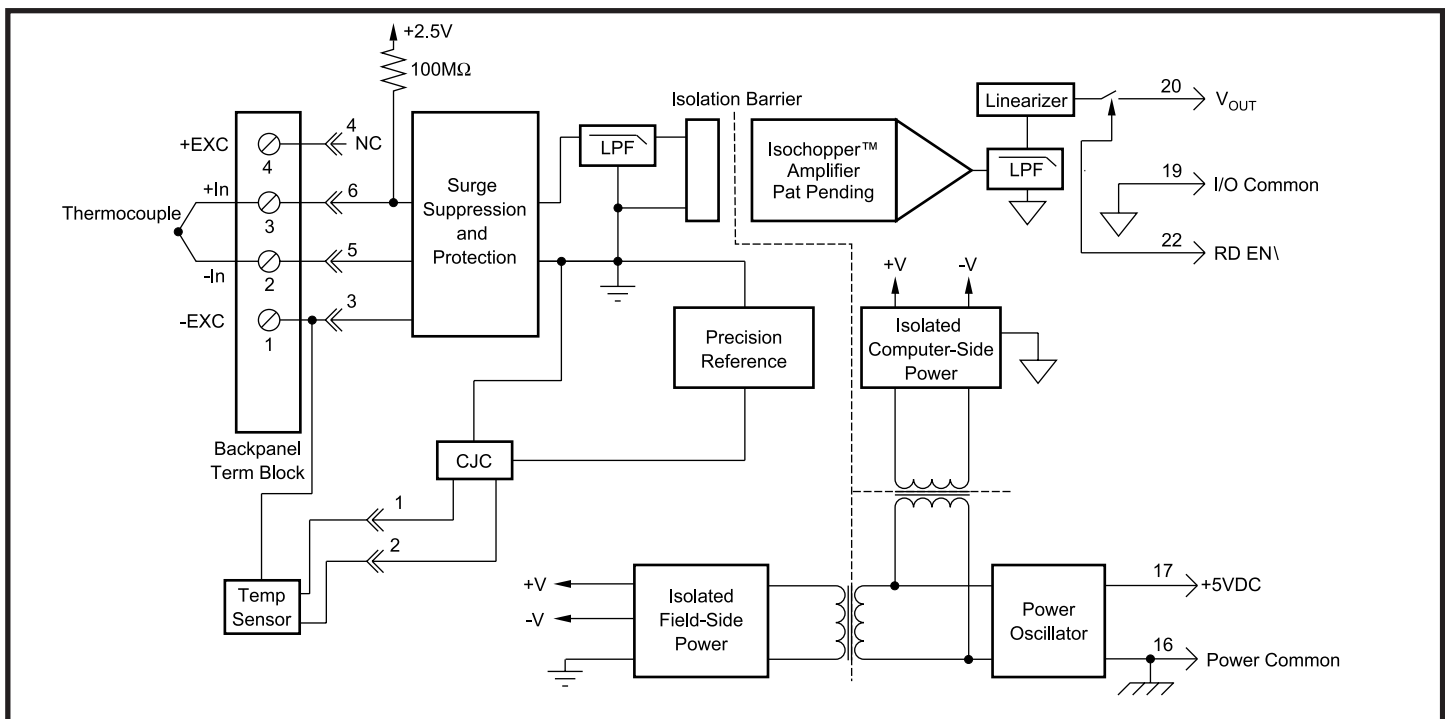 +2.5V
100MΩ
+EXC
4
4
NC
+In
3
6
Thermocouple
-In
2
5
-EXC
1
3
Backpanel
Term Block
Surge
Suppression
and
Protection
LPF
Isolation Barrier
Isochopper™
Amplifier
Pat Pending
LPF
Linearizer
20
VOUT
19
I/O Common
22
RD EN\
Precision
Reference
CJC
1
2
Temp
Sensor
+V
-V
Isolated
Computer-Side
Power
+V
-V
Isolated
Field-Side
Power
Power
Oscillator
17
+5VDC
16
Power Common